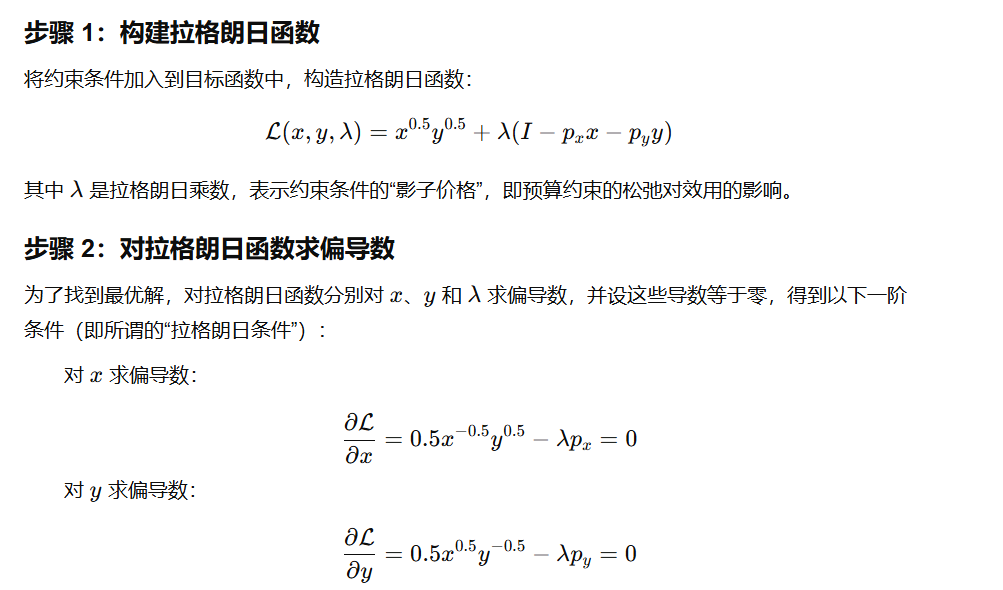 步骤 1：构建拉格朗日函数
将约束条件加入到目标函数中，构造拉格朗日函数：
$\mathcal{L}(x, y, \lambda) = x^{0.5}y^{0.5} + \lambda(I - p_x x - p_y y)$
其中 λ 是拉格朗日乘数，表示约束条件的“影子价格”，即预算约束的松弛对效用的影响。
步骤 2：对拉格朗日函数求偏导数
为了找到最优解，对拉格朗日函数分别对 x、y 和 λ 求偏导数，并设这些导数等于零，得到以下一阶
条件（即所谓的“拉格朗日条件”）：
对 x 求偏导数：
$\frac{\partial \mathcal{L}}{\partial x} = 0.5x^{-0.5}y^{0.5} - \lambda p_x = 0$
对 y 求偏导数：
$\frac{\partial \mathcal{L}}{\partial y} = 0.5x^{0.5}y^{-0.5} - \lambda p_y = 0$